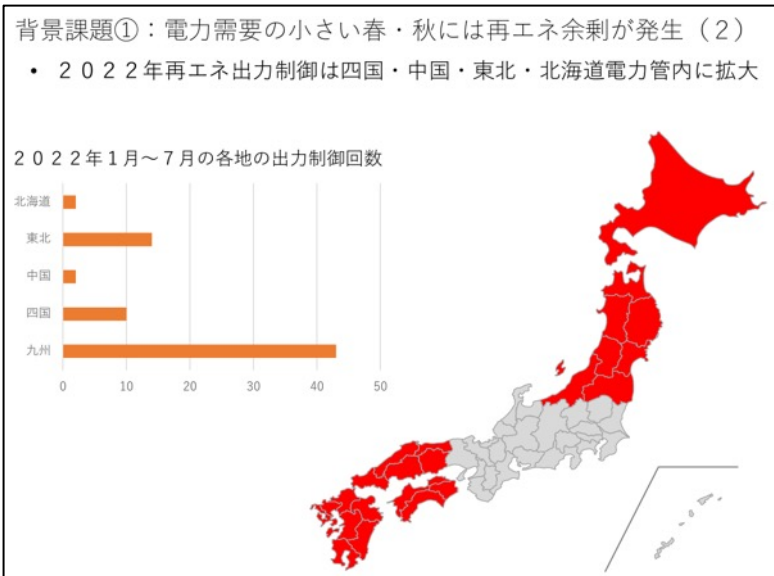 背景課題①：電力需要の小さい春・秋には再エネ余剰が発生（２）
• ２０２２年再エネ出力制御は四国・中国・東北・北海道電力管内に拡大
２０２２年１月～７月の各地の出力制御回数
北海道
東北
中国
四国
九州
0 10 20 30 40 50